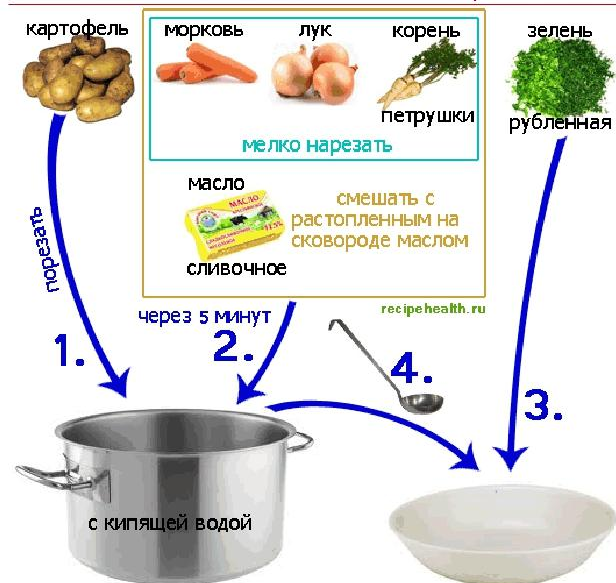 картофель
морковь
лук
корень
петрушки
зелень
рубленная
мелко нарезать
масло
МАСЛО
сливочное
смешать с
растопленным на
сковороде маслом
recipehealth.ru
порезать
через 5 минут
1.
2.
4.
3.
с кипящей водой